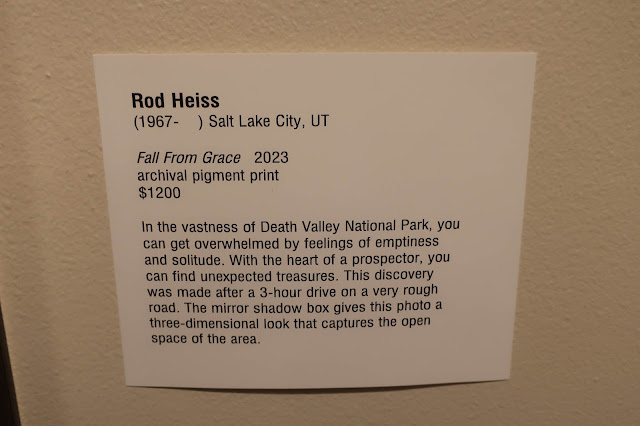 Rod Heiss
(1967-    ) Salt Lake City, UT
Fall From Grace   2023
archival pigment print
$1200
In the vastness of Death Valley National Park, you
can get overwhelmed by feelings of emptiness
and solitude. With the heart of a prospector, you
can find unexpected treasures. This discovery
was made after a 3-hour drive on a very rough
road. The mirror shadow box gives this photo a
three-dimensional look that captures the open
space of the area.